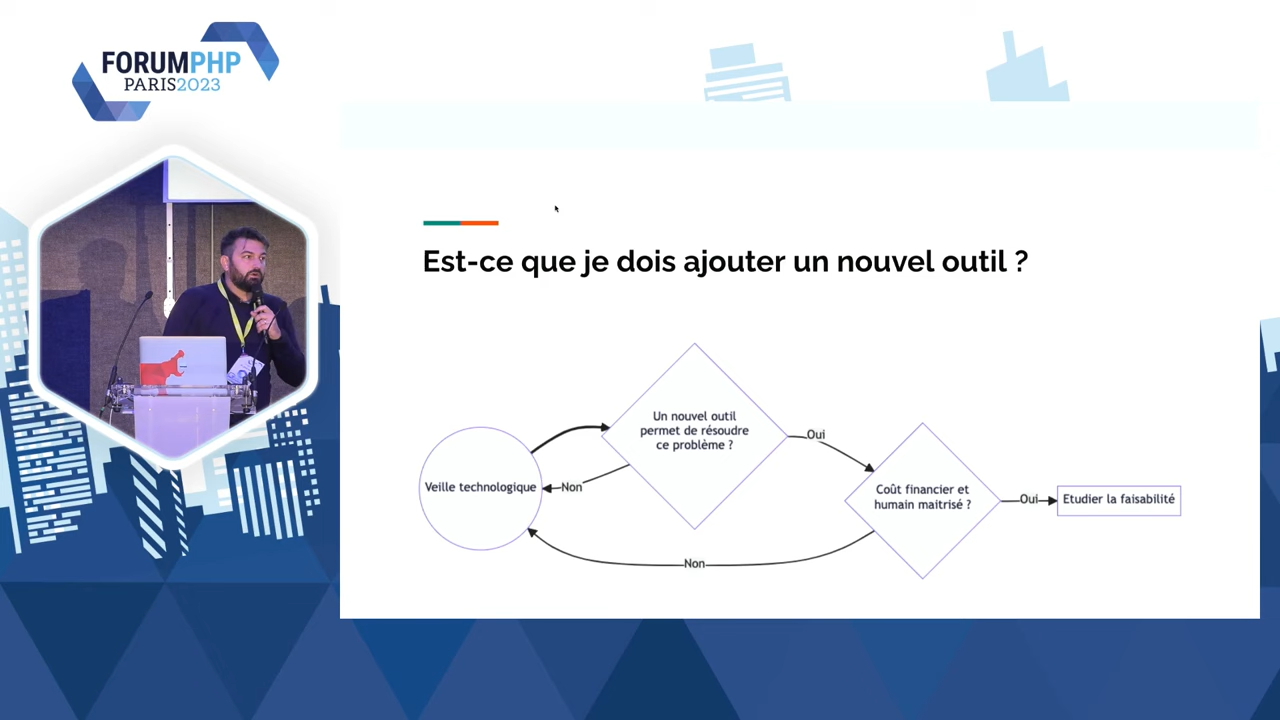 FORUMPHP
PARIS2023
Est-ce que je dois ajouter un nouvel outil ?
Un nouvel outil
permet de résoudre
ce problème ?
Oui
Veille technologique
Non
Coût financier et
humain maitrisé ?
Oui
Etudier la faisabilité
Non